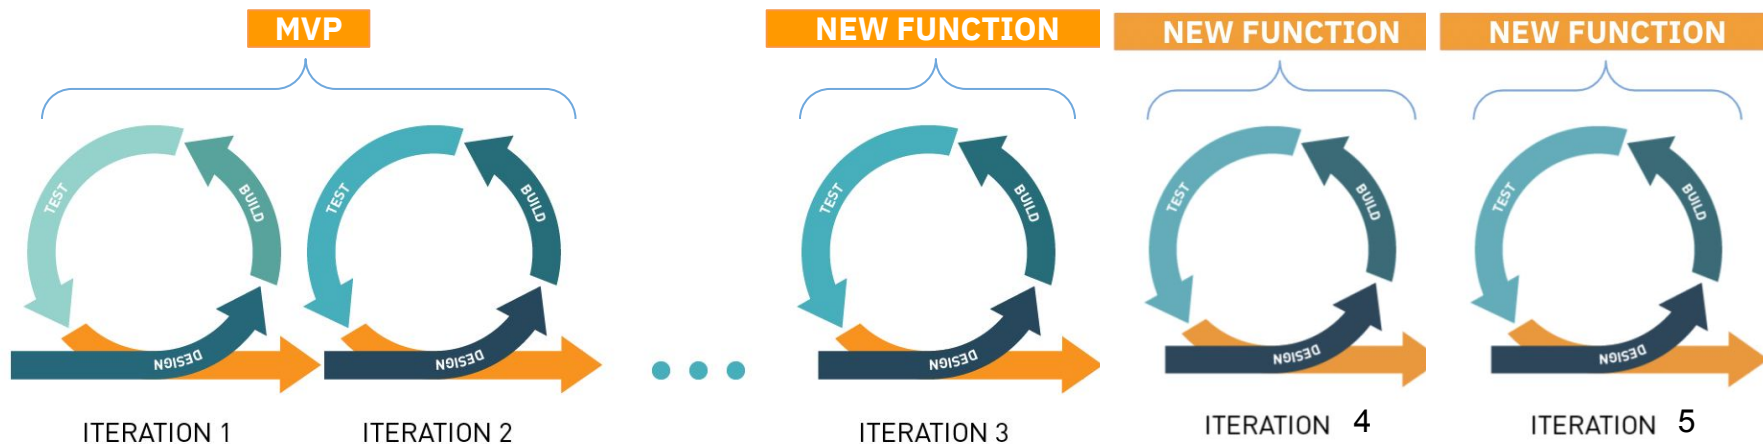 MVP
NEW FUNCTION
NEW FUNCTION
NEW FUNCTION
TEST
BUILD
DESIGN
TEST
BUILD
DESIGN
TEST
BUILD
DESIGN
TEST
BUILD
DESIGN
TEST
BUILD
DESIGN
ITERATION 1
ITERATION 2
ITERATION 3
ITERATION 4
ITERATION 5